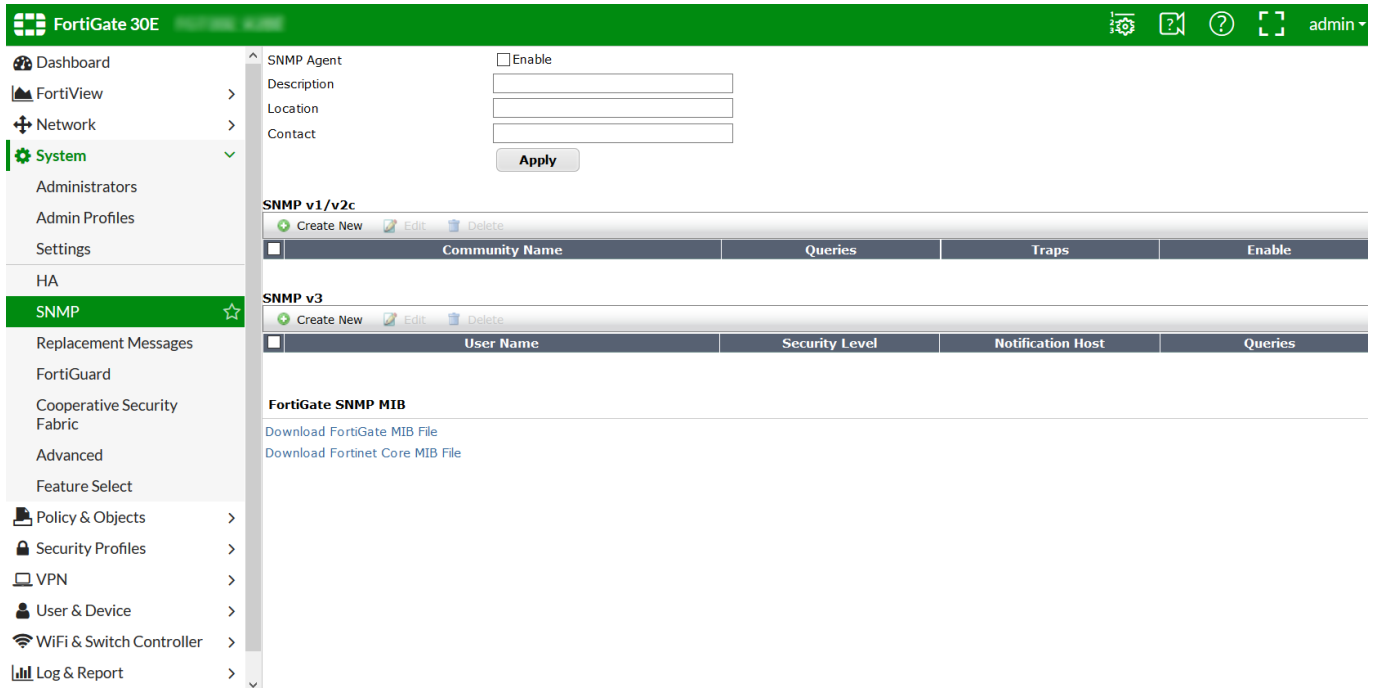 FortiGate 30E
admin
Dashboard
FortiView
Network
System
Administrators
Admin Profiles
Settings
HA
SNMP
Replacement Messages
FortiGuard
Cooperative Security
Fabric
Advanced
Feature Select
Policy & Objects
Security Profiles
VPN
User & Device
WiFi & Switch Controller
Log & Report
SNMP Agent Enable
Description
Location
Contact
Apply
SNMP v1/v2c
Create New Edit Delete
Community Name Queries Traps Enable
SNMP v3
Create New Edit Delete
User Name Security Level Notification Host Queries
FortiGate SNMP MIB
Download FortiGate MIB File
Download Fortinet Core MIB File